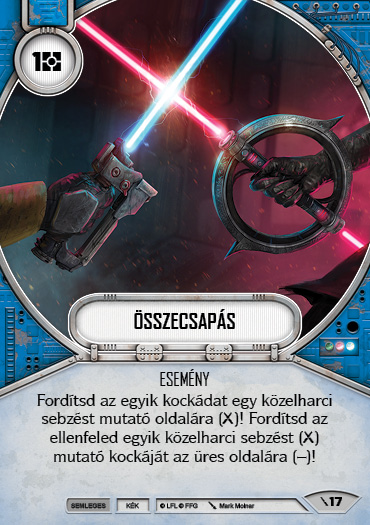 1
ÖSSZECSAPÁS
ESEMÉNY
Fordítsd az egyik kockádat egy közelharci
sebzést mutató oldalára (X)! Fordítsd az
ellenfeled egyik közelharci sebzést (X)
mutató kockáját az üres oldalára (–)!
SEMLEGES KÉK © LFL © FFG Mark Molnar 17